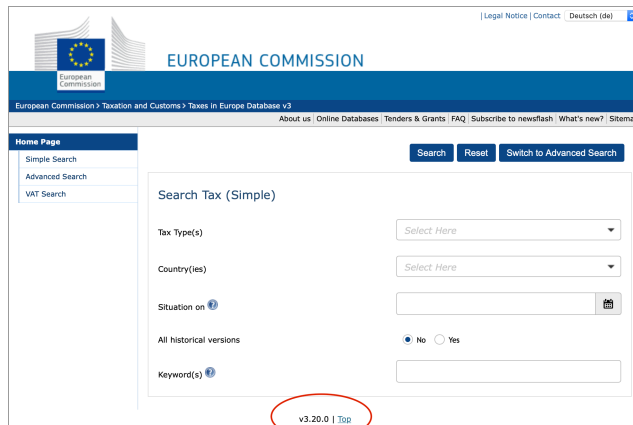 | Legal Notice | Contact Deutsch (de)
EUROPEAN COMMISSION
European
Commission
European Commission > Taxation and Customs > Taxes in Europe Database v3
About us | Online Databases | Tenders & Grants | FAQ | Subscribe to newsflash | What's new? | Sitema
Home Page
Simple Search
Advanced Search
VAT Search
Search Reset Switch to Advanced Search
Search Tax (Simple)
Tax Type(s) Select Here
Country(ies) Select Here
Situation on ?
All historical versions No Yes
Keyword(s) ?
v3.20.0 | Top